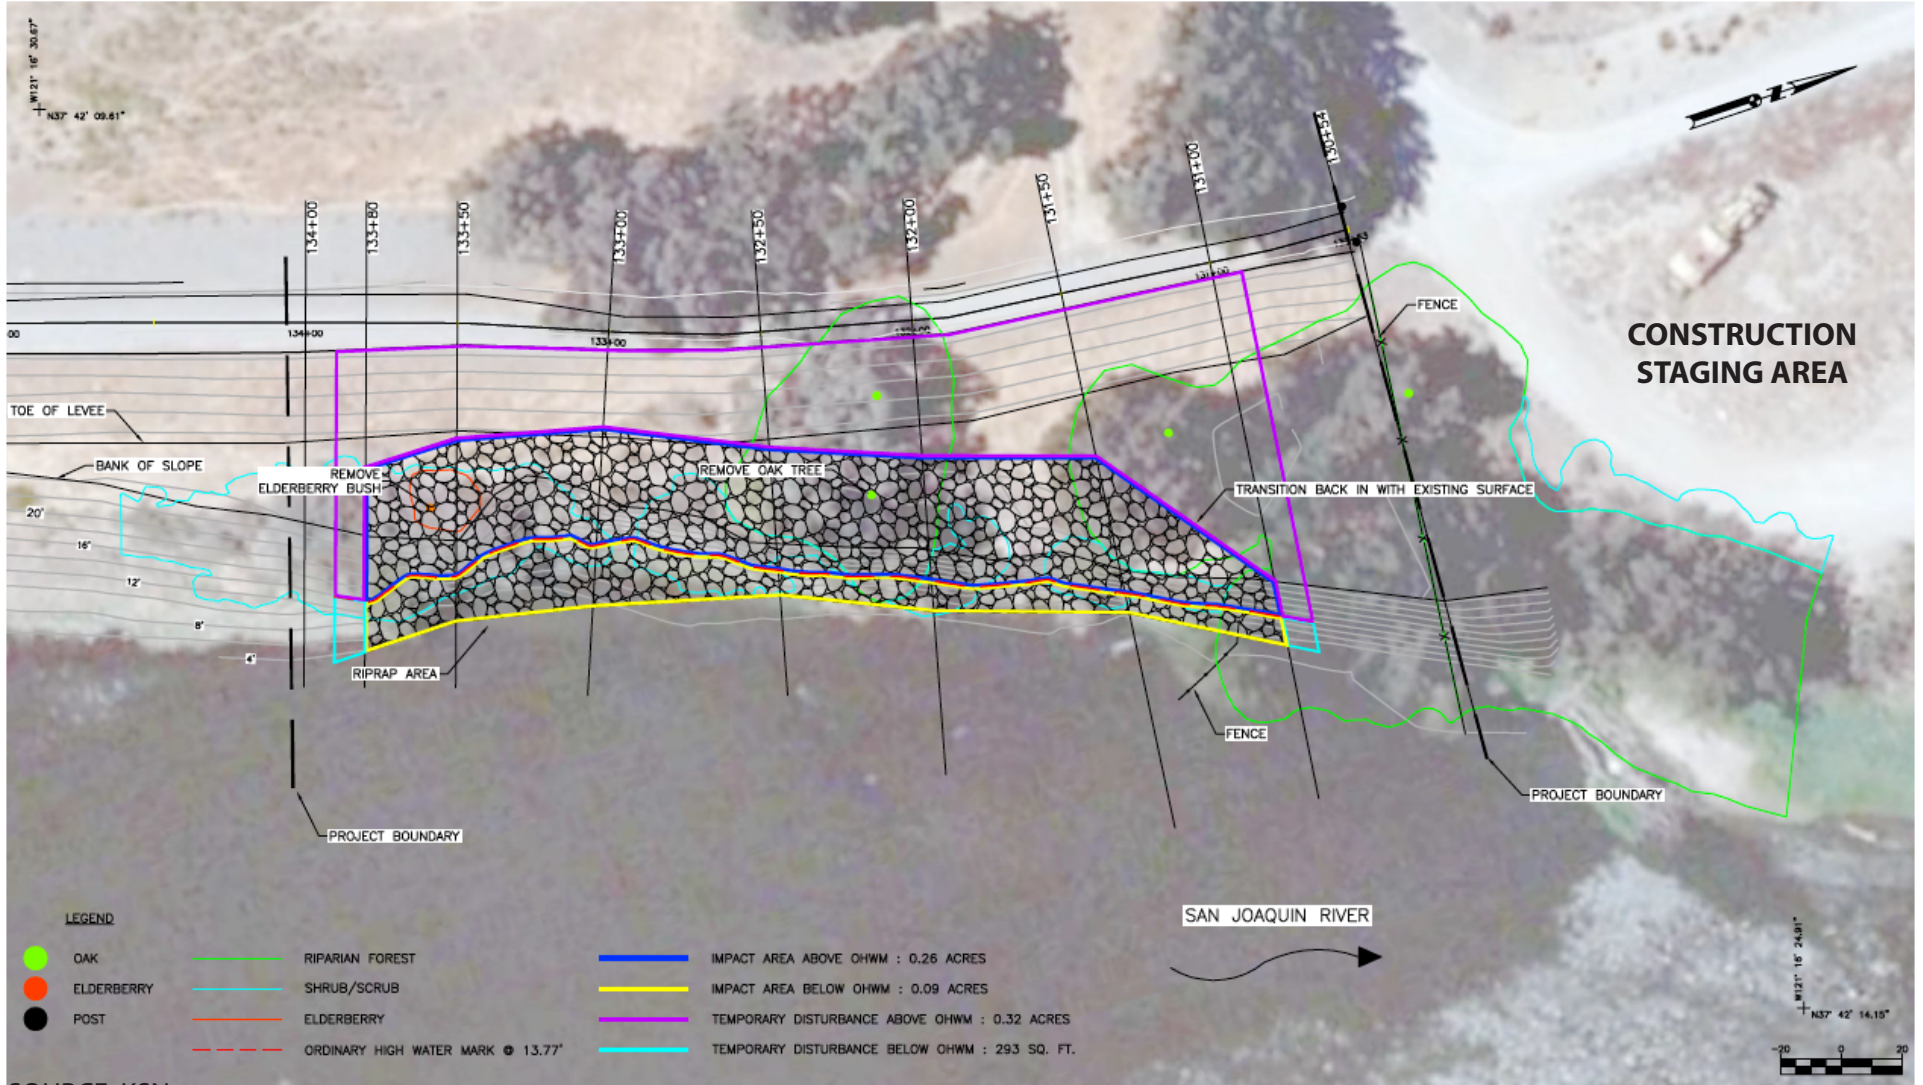 W121° 16' 30.67"
N37° 42' 09.61"
134+00
133+80
133+50
133+00
132+50
132+00
131+50
131+00
130+54
00
134+00
133+00
132+00
131+00
FENCE
CONSTRUCTION
STAGING AREA
TOE OF LEVEE
BANK OF SLOPE
REMOVE
ELDERBERRY BUSH
REMOVE OAK TREE
TRANSITION BACK IN WITH EXISTING SURFACE
20'
16'
12'
8'
4'
RIPRAP AREA
FENCE
PROJECT BOUNDARY
PROJECT BOUNDARY
SAN JOAQUIN RIVER
LEGEND
OAK
ELDERBERRY
POST
RIPARIAN FOREST
SHRUB/SCRUB
ELDERBERRY
ORDINARY HIGH WATER MARK @ 13.77'
IMPACT AREA ABOVE OHWM : 0.26 ACRES
IMPACT AREA BELOW OHWM : 0.09 ACRES
TEMPORARY DISTURBANCE ABOVE OHWM : 0.32 ACRES
TEMPORARY DISTURBANCE BELOW OHWM : 293 SQ. FT.
W121° 16' 24.91"
N37° 42' 14.15"
-20 0 20